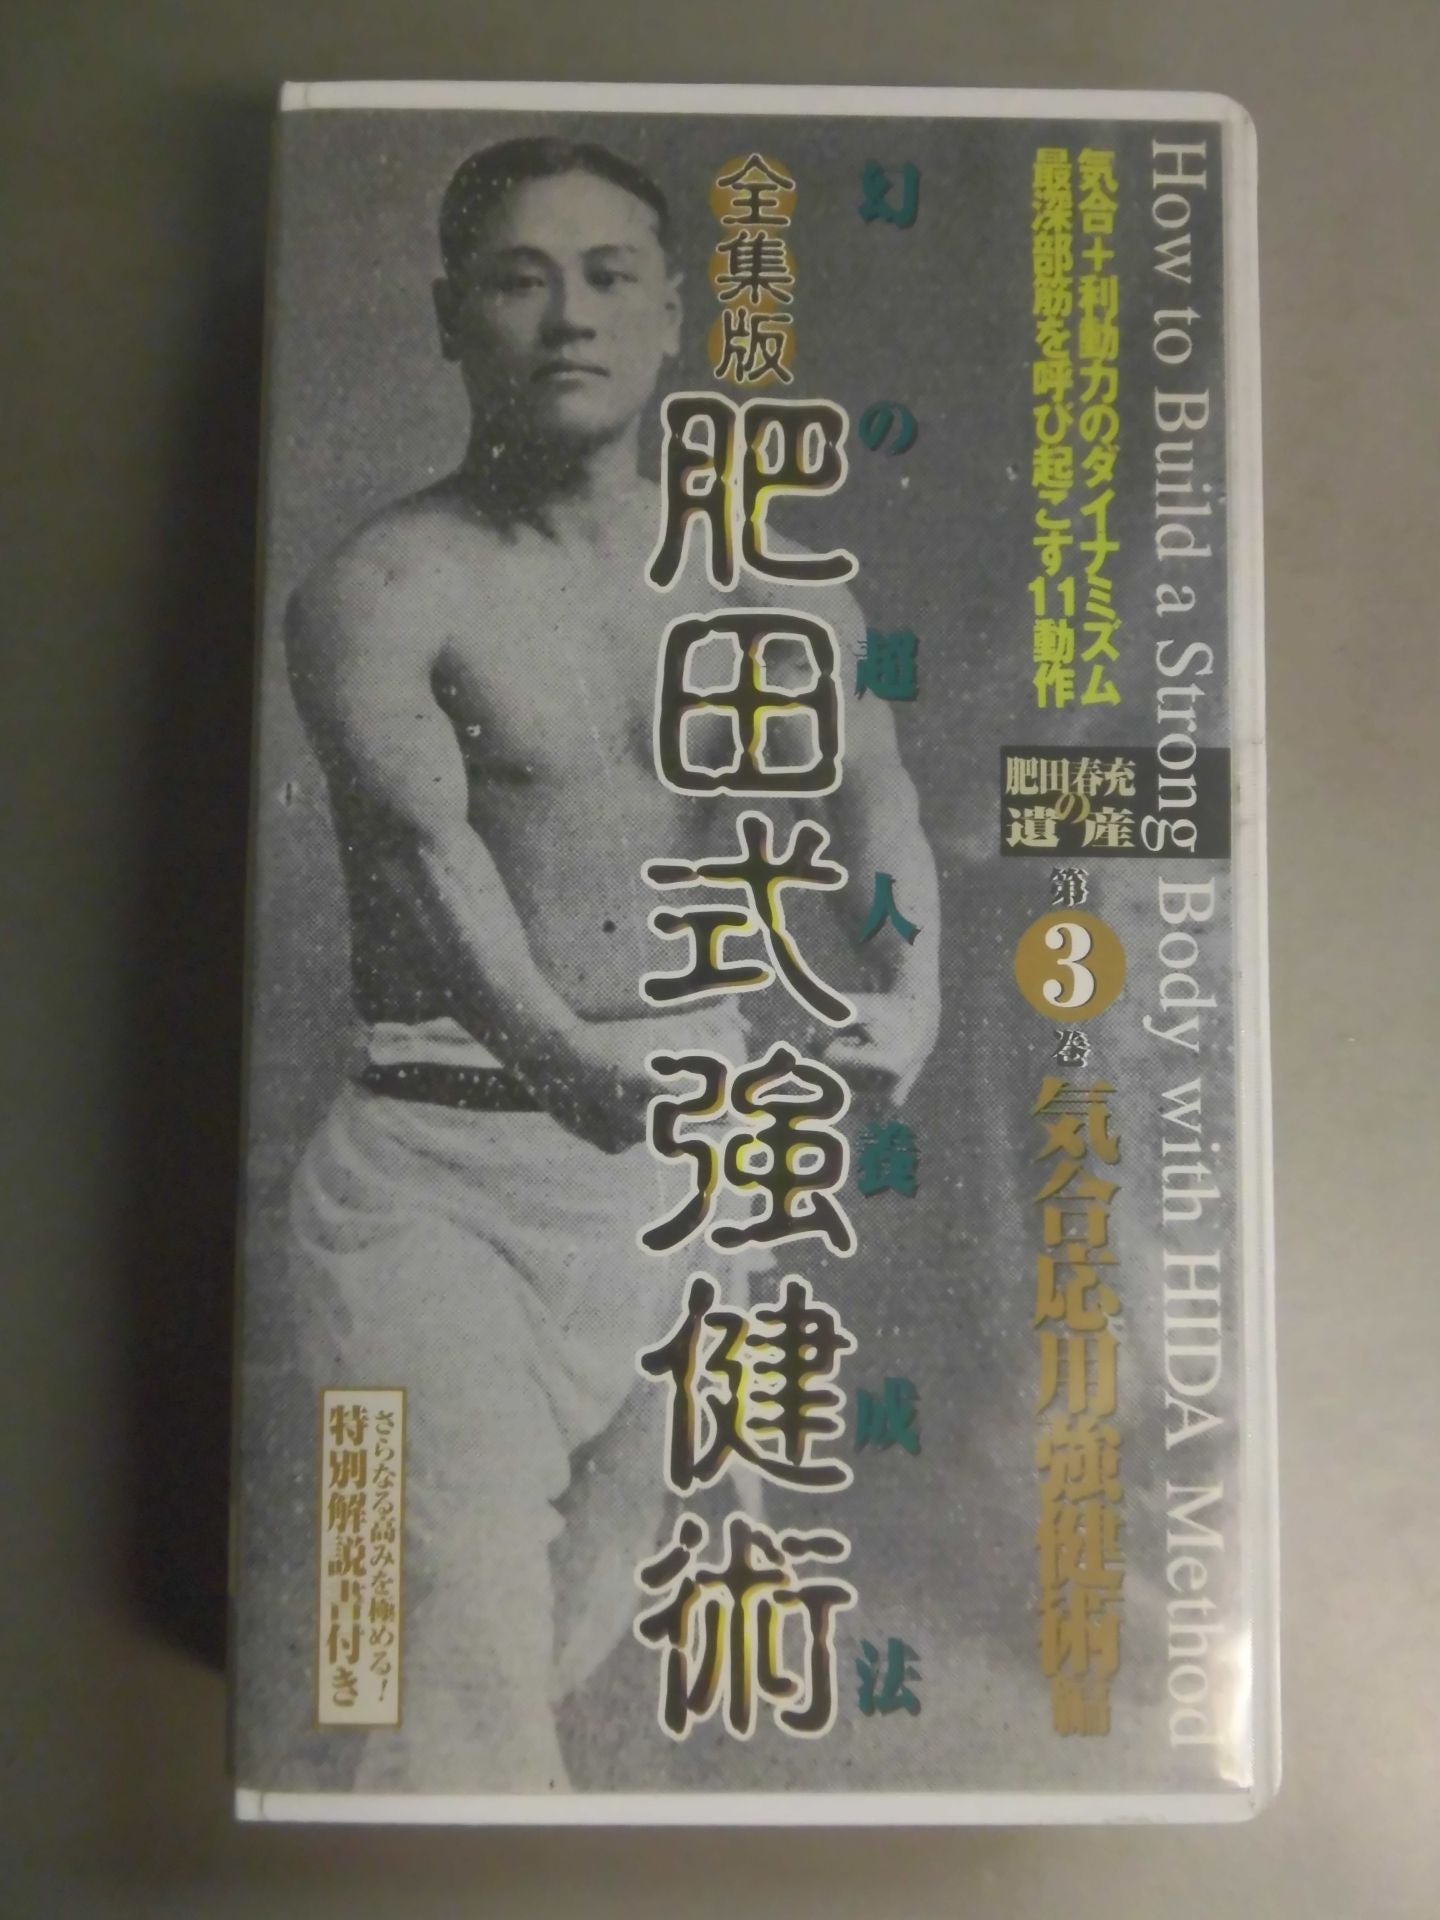 How to Build a Strong Body with HIDA Method
気合＋利動力のダイナミズム
最深部筋を呼び起こす11動作
肥田春充
の
遺産
第3巻
気合応用強健術編
幻の超人養成法
全集版
肥田式強健術
さらなる高みを極める!
特別解説書付き